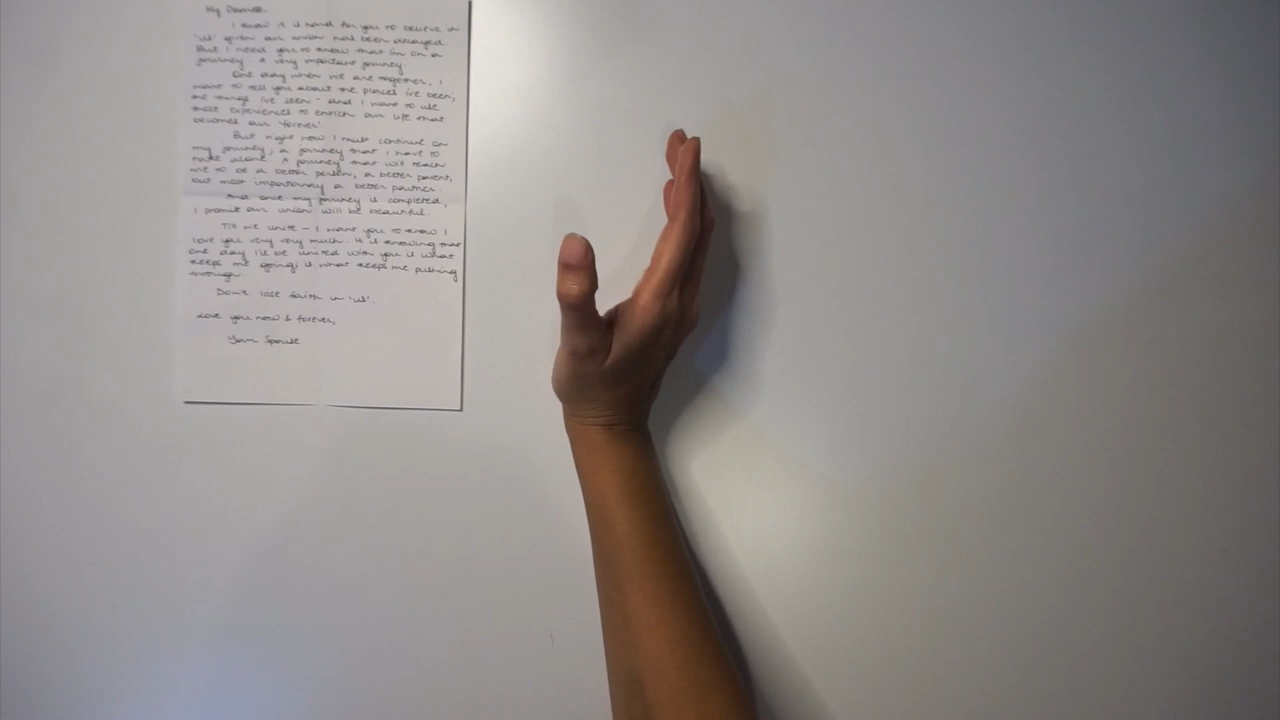 My Dearest,
I know it is hard for you to believe in
'us' given our union has been delayed.
But I need you to know that I'm on a
journey. A very important journey.
One day when we are together, I
want to tell you about the places i've been,
the things i've seen - and I want to use
those experiences to enrich our life that
becomes our 'forever'.
But right now I must continue on
my journey; a journey that I have to
take alone. A journey that will teach
me to be a better person, a better parent,
but most importantly a better partner.
And once my journey is completed,
I promise our union will be beautiful.
Till we unite - I want you to know I
love you very very much. It is knowing that
one day i'll be united with you is what
keeps me going; is what keeps me pushing
through.
Don't lose faith in 'us'.
Love you now & forever,
Your Spouse